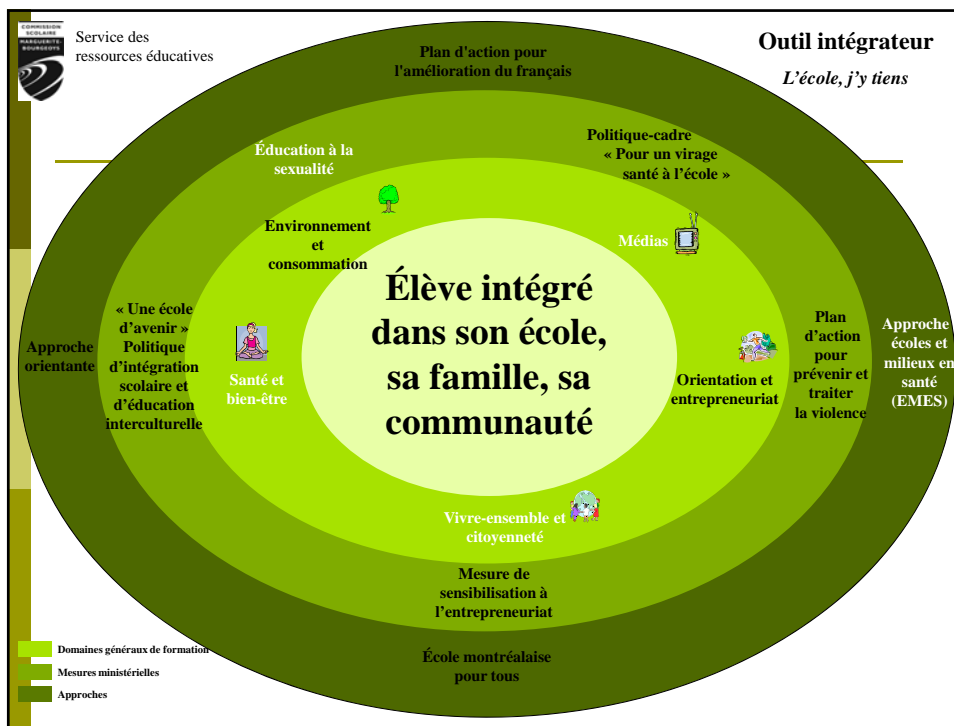 COMMISSION
SCOLAIRE
MARGUERITE-
BOURGEOYS
Service des
ressources éducatives
Outil intégrateur
L'école, j'y tiens
Plan d'action pour
l'amélioration du français
Éducation à la
sexualité
Politique-cadre
« Pour un virage
santé à l'école »
Environnement
et
consommation
Médias
Élève intégré
dans son école,
sa famille, sa
communauté
Approche
orientante
« Une école
d'avenir »
Politique
d'intégration
scolaire et
d'éducation
interculturelle
Santé et
bien-être
Orientation et
entrepreneuriat
Plan
d'action
pour
prévenir et
traiter
la violence
Approche
écoles et
milieux en
santé
(EMES)
Vivre-ensemble et
citoyenneté
Mesure de
sensibilisation à
l'entrepreneuriat
École montréalaise
pour tous
Domaines généraux de formation
Mesures ministérielles
Approches